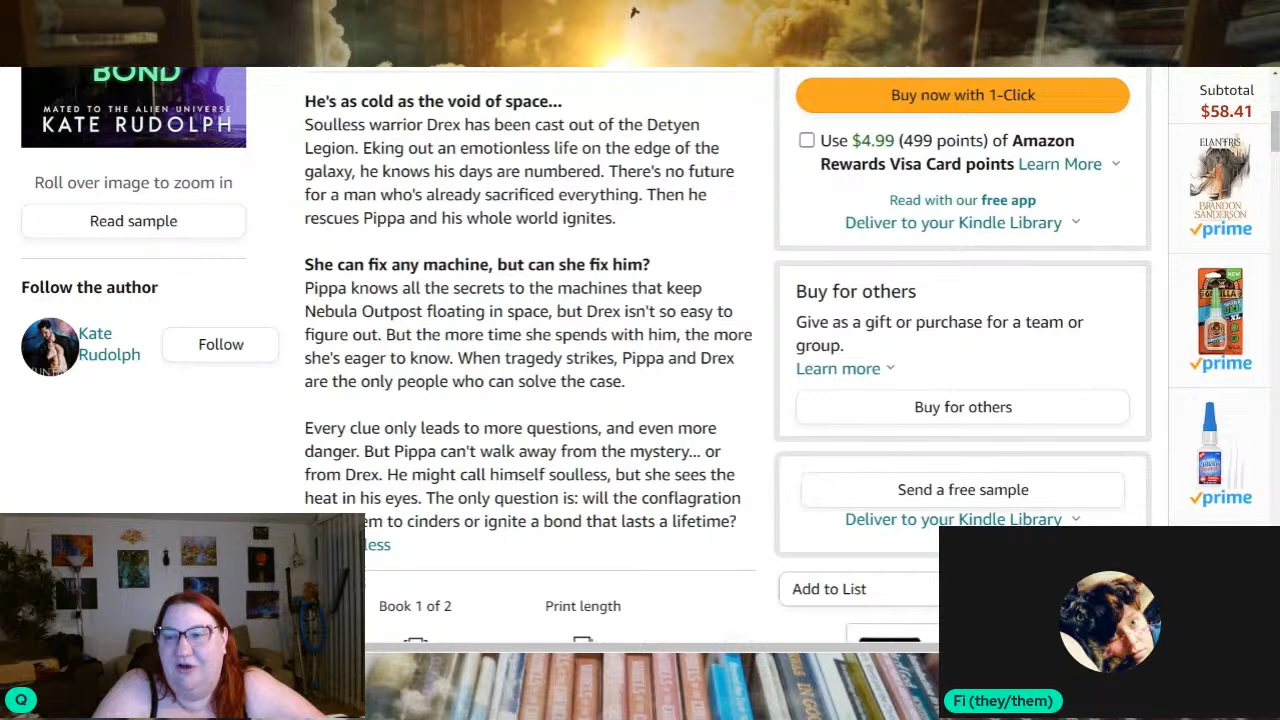 BOND
MATED TO THE ALIEN UNIVERSE
KATE RUDOLPH
Roll over image to zoom in
Read sample
Follow the author
Kate
Rudolph
Follow
He's as cold as the void of space...
Soulless warrior Drex has been cast out of the Detyen
Legion. Eking out an emotionless life on the edge of the
galaxy, he knows his days are numbered. There's no future
for a man who's already sacrificed everything. Then he
rescues Pippa and his whole world ignites.
She can fix any machine, but can she fix him?
Pippa knows all the secrets to the machines that keep
Nebula Outpost floating in space, but Drex isn't so easy to
figure out. But the more time she spends with him, the more
she's eager to know. When tragedy strikes, Pippa and Drex
are the only people who can solve the case.
Every clue only leads to more questions, and even more
danger. But Pippa can't walk away from the mystery... or
from Drex. He might call himself soulless, but she sees the
heat in his eyes. The only question is: will the conflagration
em to cinders or ignite a bond that lasts a lifetime?
less
Book 1 of 2
Print length
Buy now with 1-Click
Use $4.99 (499 points) of Amazon
Rewards Visa Card points Learn More
Read with our free app
Deliver to your Kindle Library
Buy for others
Give as a gift or purchase for a team or
group.
Learn more
Buy for others
Send a free sample
Deliver to your Kindle Library
Add to List
Subtotal
$58.41
ELANTRIS
BRANDON
SANDERSON
prime
GORILLA
prime
prime
Q
Fi (they/them)